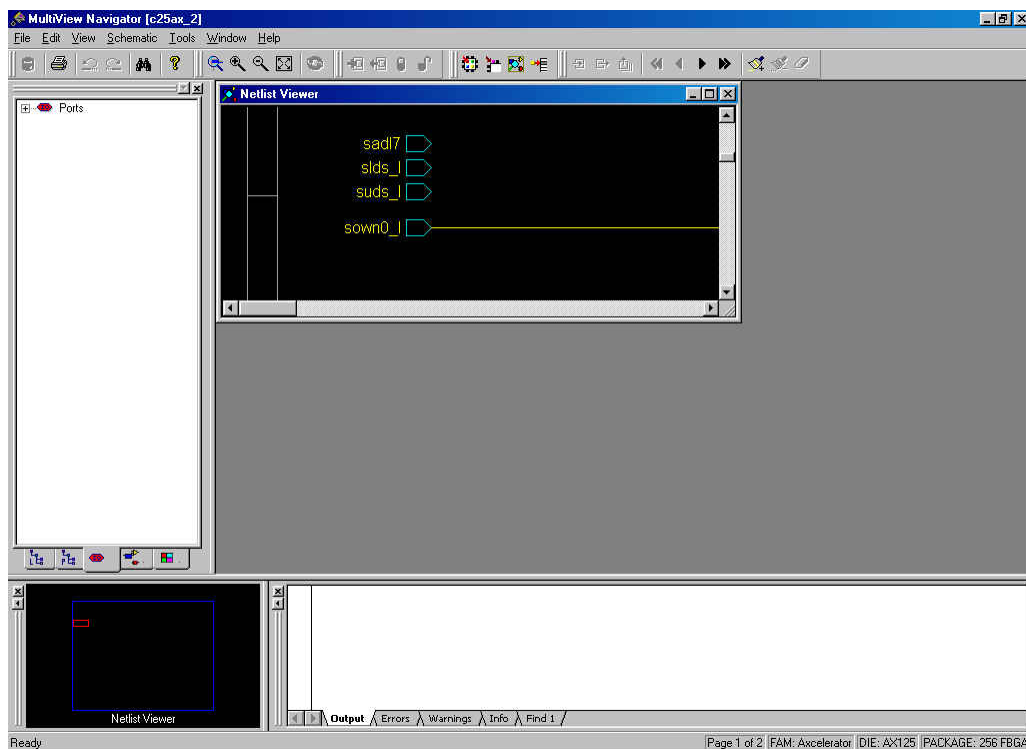 MultiView Navigator [c25ax_2]
File Edit View Schematic Tools Window Help
Ports
Netlist Viewer
sadl7
slds_l
suds_l
sown0_l
Netlist Viewer
Output Errors Warnings Info Find 1
Ready Page 1 of 2 FAM: Axcelerator DIE: AX125 PACKAGE: 256 FBGA